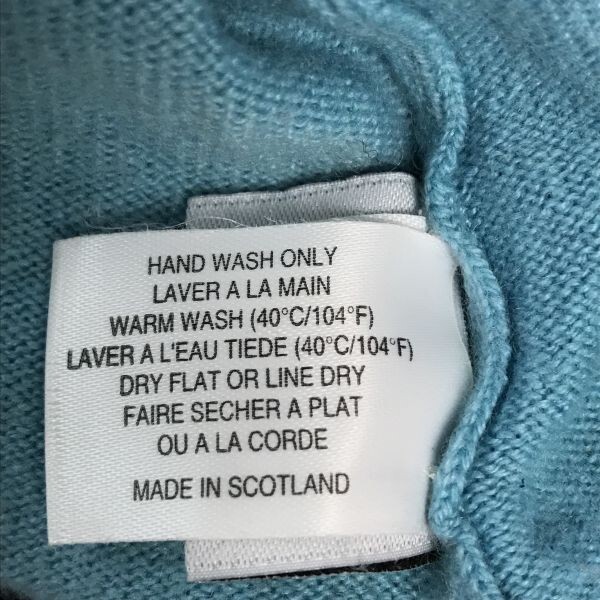 HAND WASH ONLY
LAVER A LA MAIN
WARM WASH (40°C/104°F)
LAVER A L'EAU TIEDE (40°C/104°F)
DRY FLAT OR LINE DRY
FAIRE SECHER A PLAT
OU A LA CORDE
MADE IN SCOTLAND